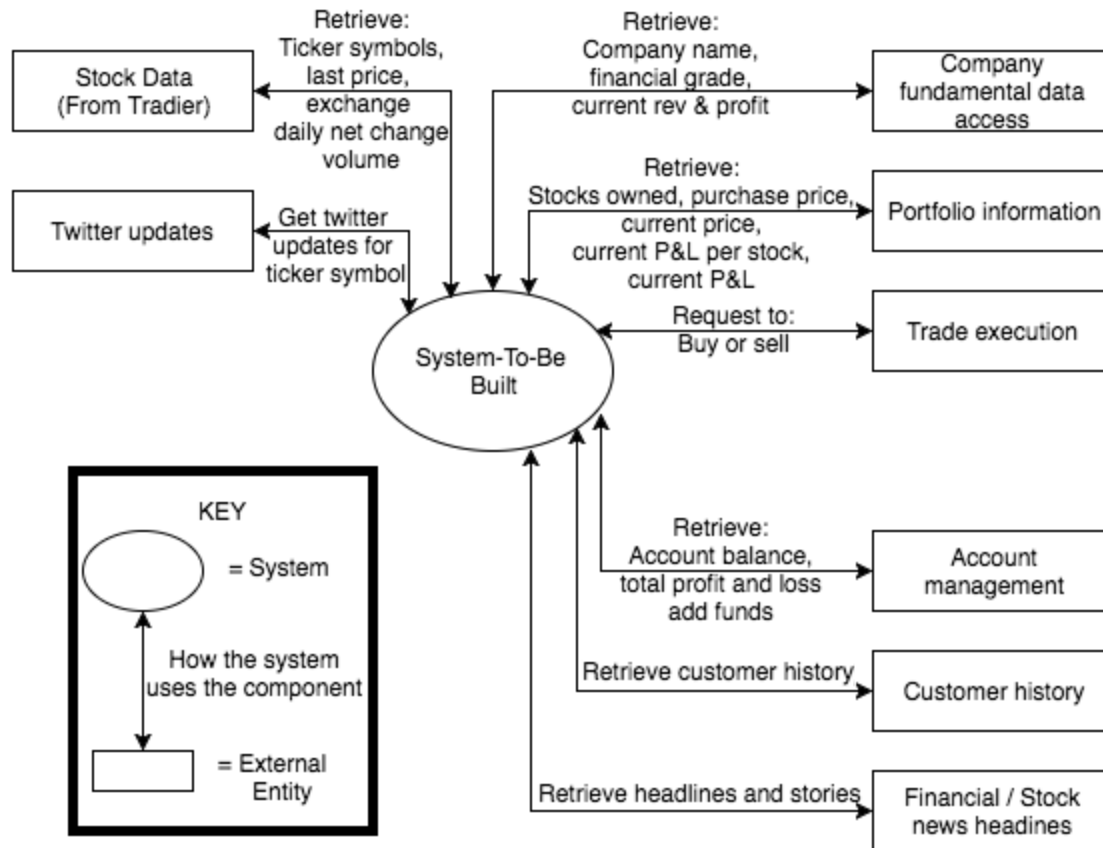 Retrieve:
Ticker symbols,
last price,
exchange
daily net change
volume
Stock Data
(From Tradier)
Retrieve:
Company name,
financial grade,
current rev & profit
Company
fundamental data
access
Twitter updates
Get twitter
updates for
ticker symbol
Retrieve:
Stocks owned, purchase price,
current price,
current P&L per stock,
current P&L
Portfolio information
System-To-Be
Built
Request to:
Buy or sell
Trade execution
KEY
= System
How the system
uses the component
= External
Entity
Retrieve:
Account balance,
total profit and loss
add funds
Account
management
Retrieve customer history
Customer history
Retrieve headlines and stories
Financial / Stock
news headines